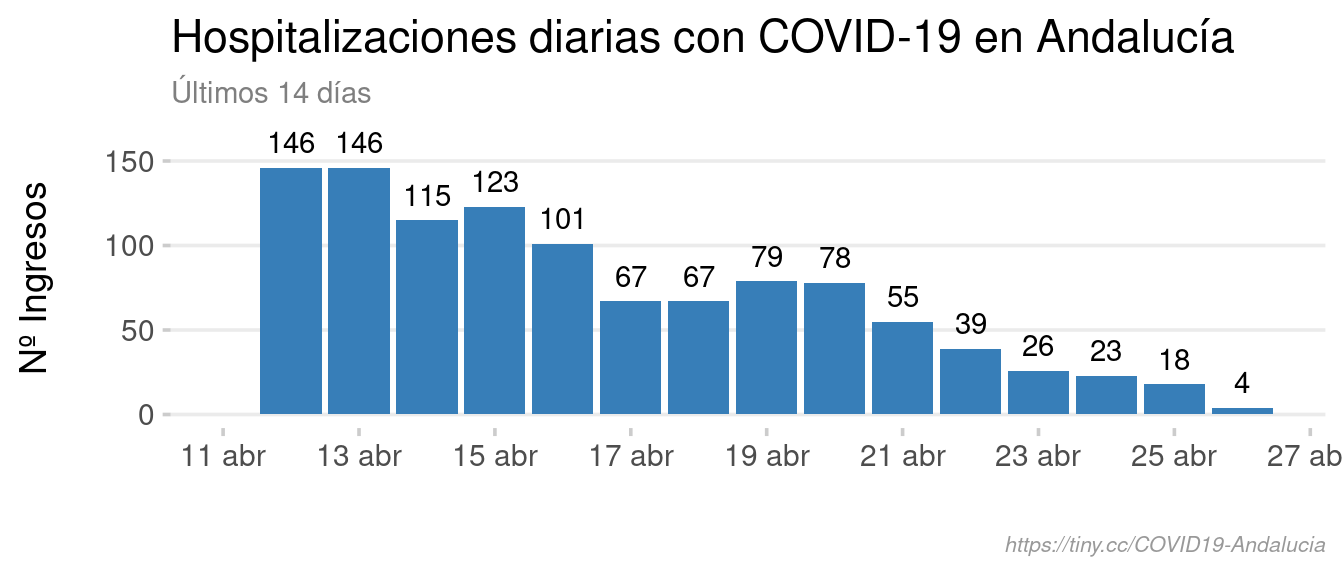 Hospitalizaciones diarias con COVID-19 en Andalucía
Últimos 14 días
Nº Ingresos
150
100
50
0
146 146 115 123 101 67 67 79 78 55 39 26 23 18 4
11 abr 13 abr 15 abr 17 abr 19 abr 21 abr 23 abr 25 abr 27 ab
https://tiny.cc/COVID19-Andalucia